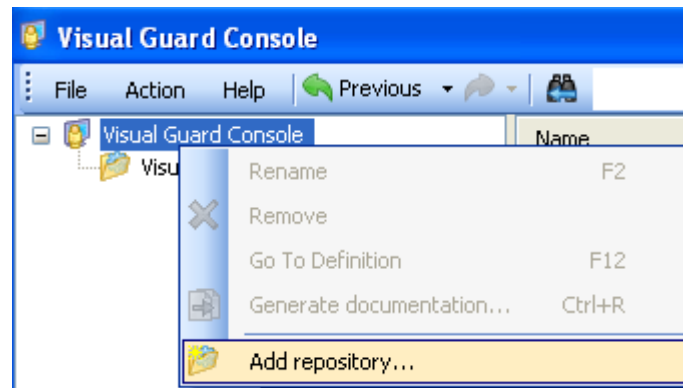 Visual Guard Console
File Action Help Previous
Visual Guard Console Name
Visu
Rename F2
Remove
Go To Definition F12
Generate documentation... Ctrl+R
Add repository...